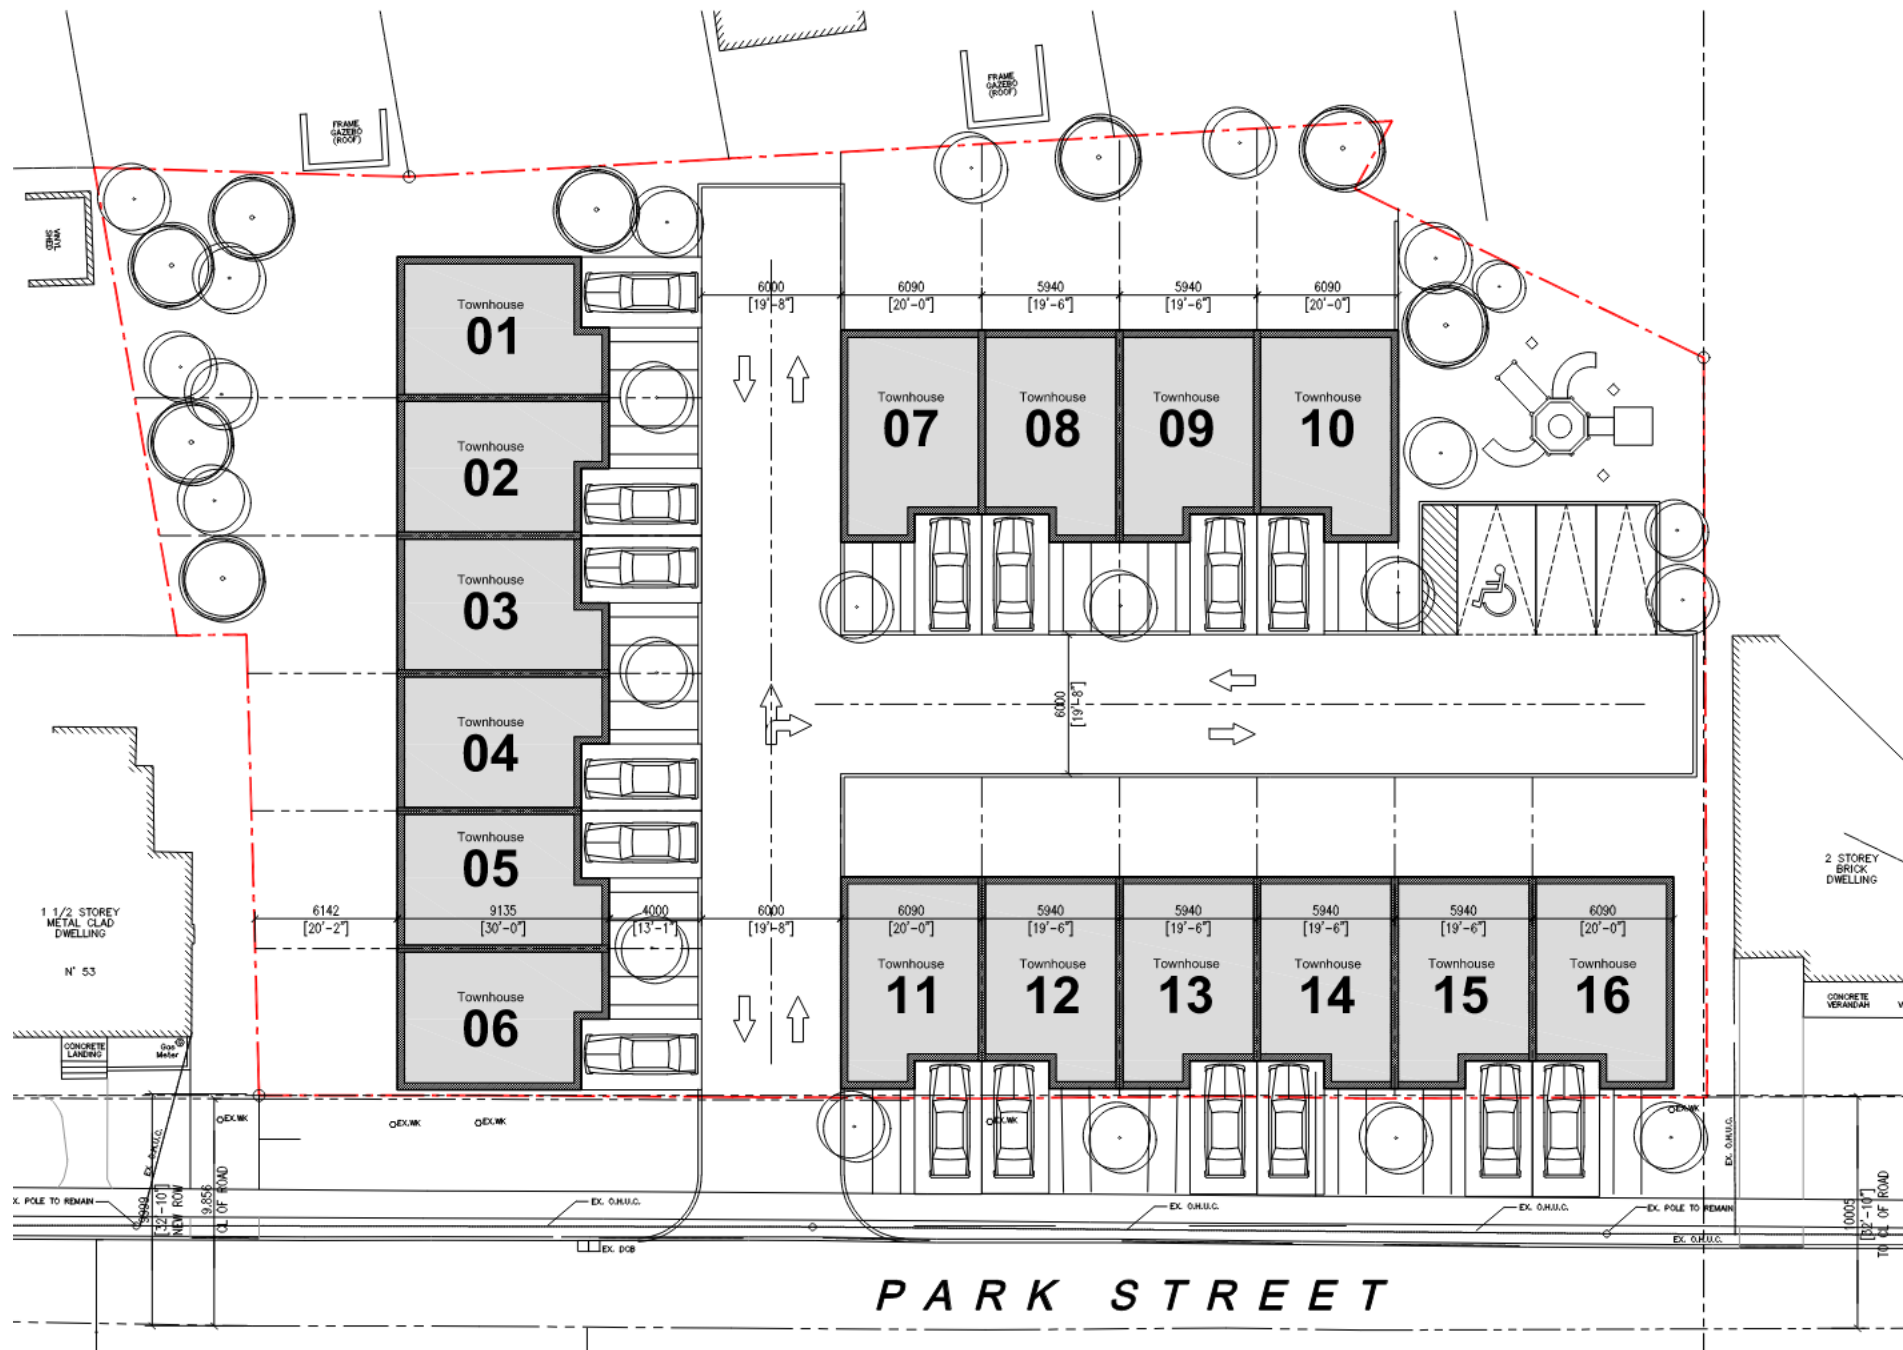 FRAME
GAZEBO
(ROOF)
FRAME
GAZEBO
(ROOF)
VINYL
SHED
Townhouse
01
Townhouse
02
Townhouse
03
Townhouse
04
Townhouse
05
Townhouse
06
6000
[19'-8"]
6090
[20'-0"]
5940
[19'-6"]
5940
[19'-6"]
6090
[20'-0"]
Townhouse
07
Townhouse
08
Townhouse
09
Townhouse
10
6000
[19'-8"]
6142
[20'-2"]
9135
[30'-0"]
4000
[13'-1"]
6000
[19'-8"]
6090
[20'-0"]
5940
[19'-6"]
5940
[19'-6"]
5940
[19'-6"]
5940
[19'-6"]
6090
[20'-0"]
Townhouse
11
Townhouse
12
Townhouse
13
Townhouse
14
Townhouse
15
Townhouse
16
1 1/2 STOREY
METAL CLAD
DWELLING
N° 53
2 STOREY
BRICK
DWELLING
CONCRETE
VERANDAH
V
CONCRETE
LANDING
Gas
Meter
EX.WK
EX.WK
EX.WK
EX.WK
EX.WK
EX. O.H.U.C.
EX. O.H.U.C.
X. POLE TO REMAIN
[32'-10"]
NEW ROW
9.856
CL OF ROAD
EX. O.H.U.C.
EX. O.H.U.C.
EX. O.H.U.C.
EX. POLE TO REMAIN
EX. O.H.U.C.
EX. DCB
10005
[32'-10"]
TO CL OF ROAD
PARK STREET